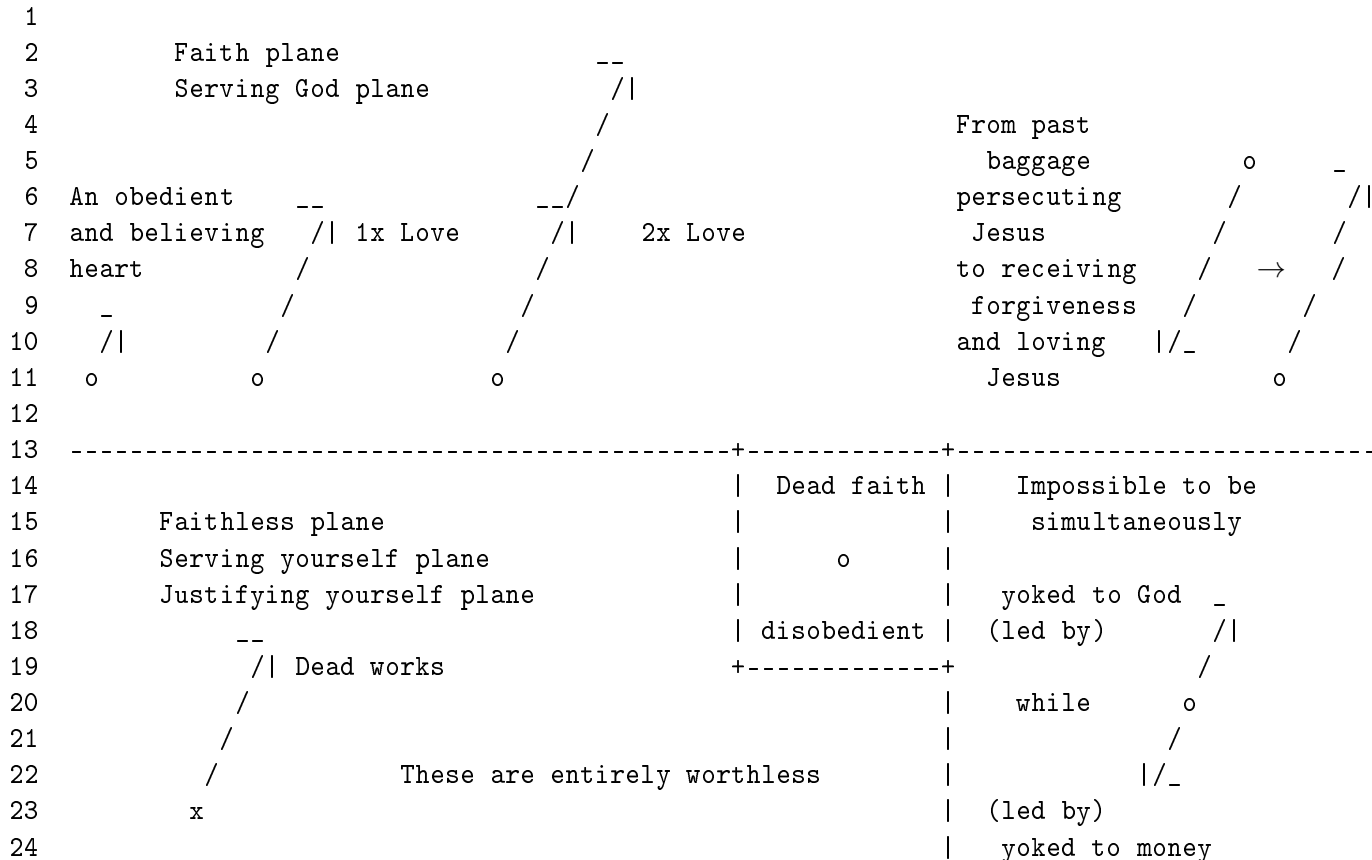 1
2         Faith plane                 __
3         Serving God plane            /|
4                                     /                       From past
5                                    /                          baggage          o     _
6  An obedient    __              __/                         persecuting       /       /|
7  and believing   /| 1x Love      /|    2x Love               Jesus           /       /
8  heart          /               /                           to receiving    /   →   /
9    _           /               /                             forgiveness   /       /
10   /|         /               /                             and loving   |/_      /
11  o          o               o                                Jesus              o
12
13 --------------------------------------------+-------------+----------------------------
14                                             |  Dead faith |    Impossible to be
15       Faithless plane                       |             |     simultaneously
16       Serving yourself plane                |      o      |
17       Justifying yourself plane             |             |   yoked to God  _
18            __                               | disobedient |  (led by)       /|
19             /| Dead works                   +-------------+                /
20            /                                              |    while      o
21           /                                               |              /
22          /            These are entirely worthless        |            |/_
23         x                                                 |  (led by)
24                                                           |   yoked to money